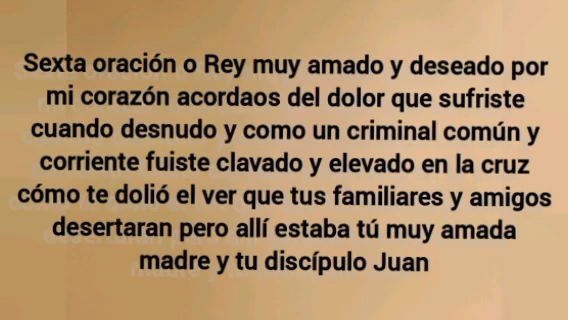 Sexta oración o Rey muy amado y deseado por
mi corazón acordaos del dolor que sufriste
cuando desnudo y como un criminal común y
corriente fuiste clavado y elevado en la cruz
cómo te dolió el ver que tus familiares y amigos
desertaran pero allí estaba tú muy amada
madre y tu discípulo Juan